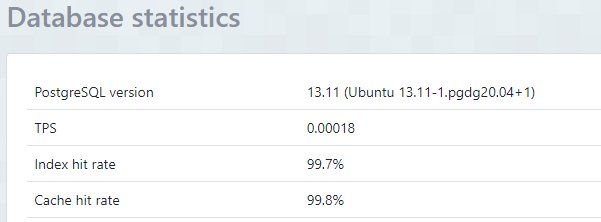 Database statistics
PostgreSQL version 13.11 (Ubuntu 13.11-1.pgdg20.04+1)
TPS 0.00018
Index hit rate 99.7%
Cache hit rate 99.8%